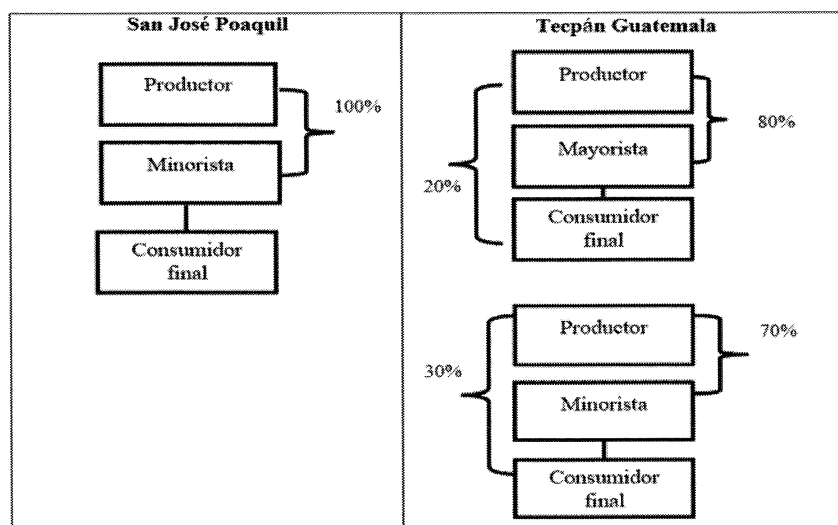 San José Poaquil
Productor
100%
Minorista
Consumidor
final
Tecpán Guatemala
Productor
80%
Mayorista
20%
Consumidor
final
Productor
70%
30%
Minorista
Consumidor
final